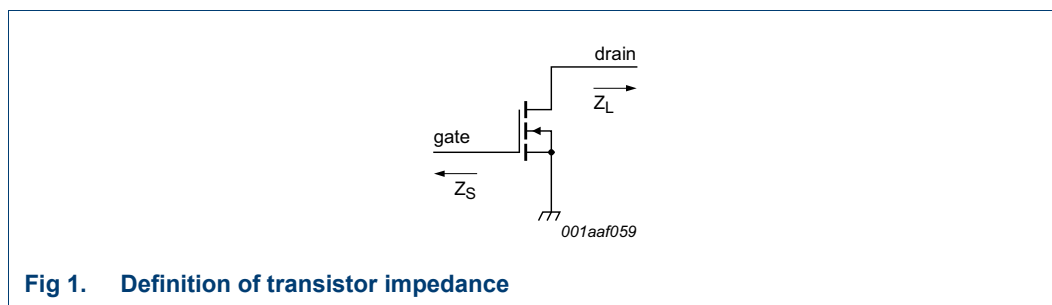 drain
Z_L
gate
Z_S
001aaf059
Fig 1. Definition of transistor impedance